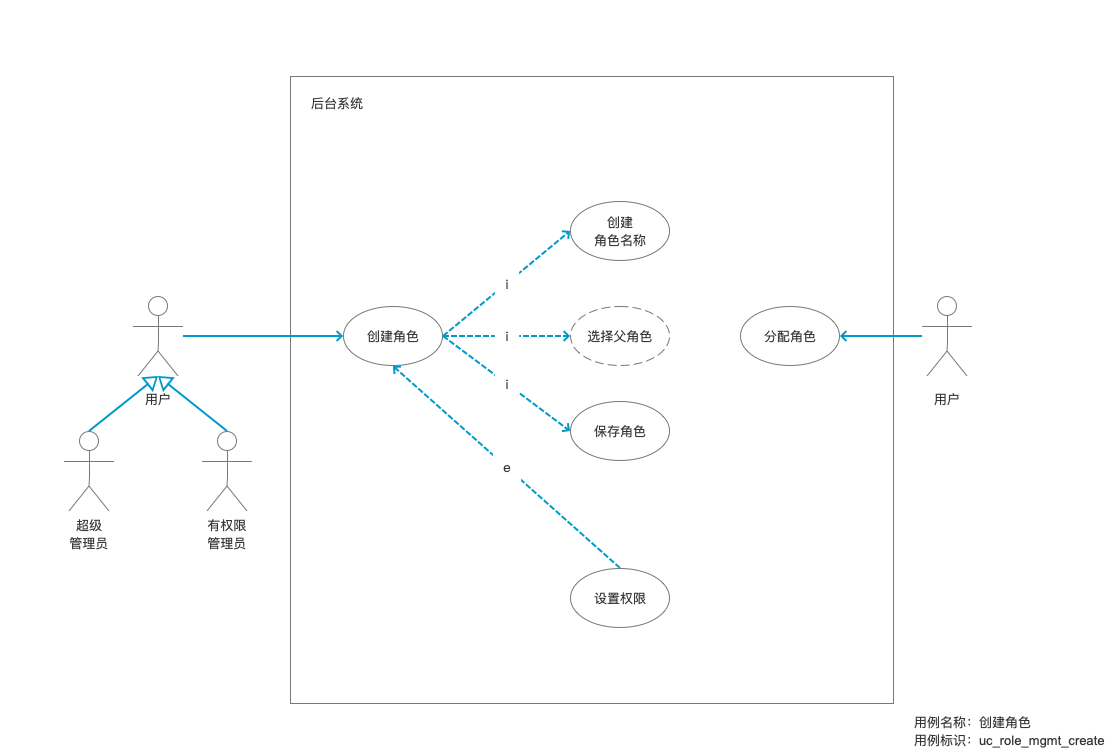 后台系统
创建
角色名称
i
i
创建角色
选择父角色
分配角色
i
用户
用户
保存角色
e
超级
管理员
有权限
管理员
设置权限
用例名称：创建角色
用例标识：uc_role_mgmt_create